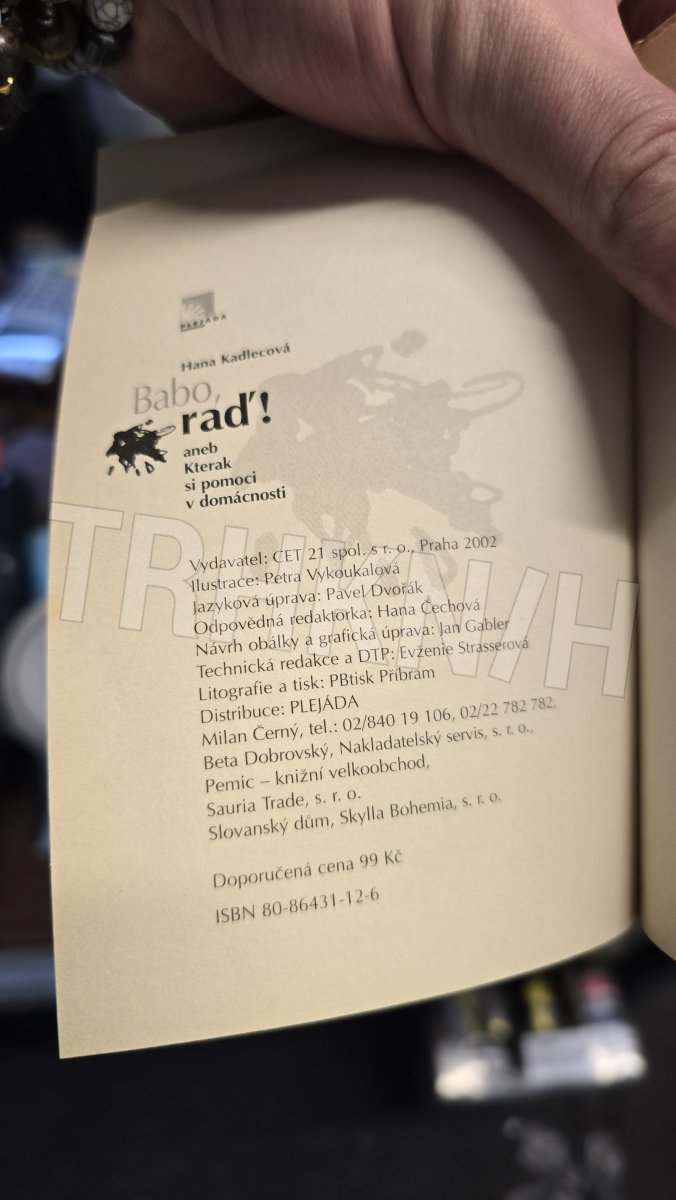 PLEJÁDA
Hana Kadlecová
Babo,
raď!
aneb
Kterak
si pomoci
v domácnosti
TRHKN/H
Vydavatel: CET 21 spol. s r. o., Praha 2002
Ilustrace: Petra Vykoukalová
Jazyková úprava: Pavel Dvořák
Odpovědná redaktorka: Hana Čechová
Návrh obálky a grafická úprava: Jan Gabler
Technická redakce a DTP: Evženie Strasserová
Litografie a tisk: PBtisk Příbram
Distribuce: PLEJÁDA
Milan Černý, tel.: 02/840 19 106, 02/22 782 782,
Beta Dobrovský, Nakladatelský servis, s. r. o.,
Pemic – knižní velkoobchod,
Sauria Trade, s. r. o.
Slovanský dům, Skylla Bohemia, s. r. o.
Doporučená cena 99 Kč
ISBN 80-86431-12-6